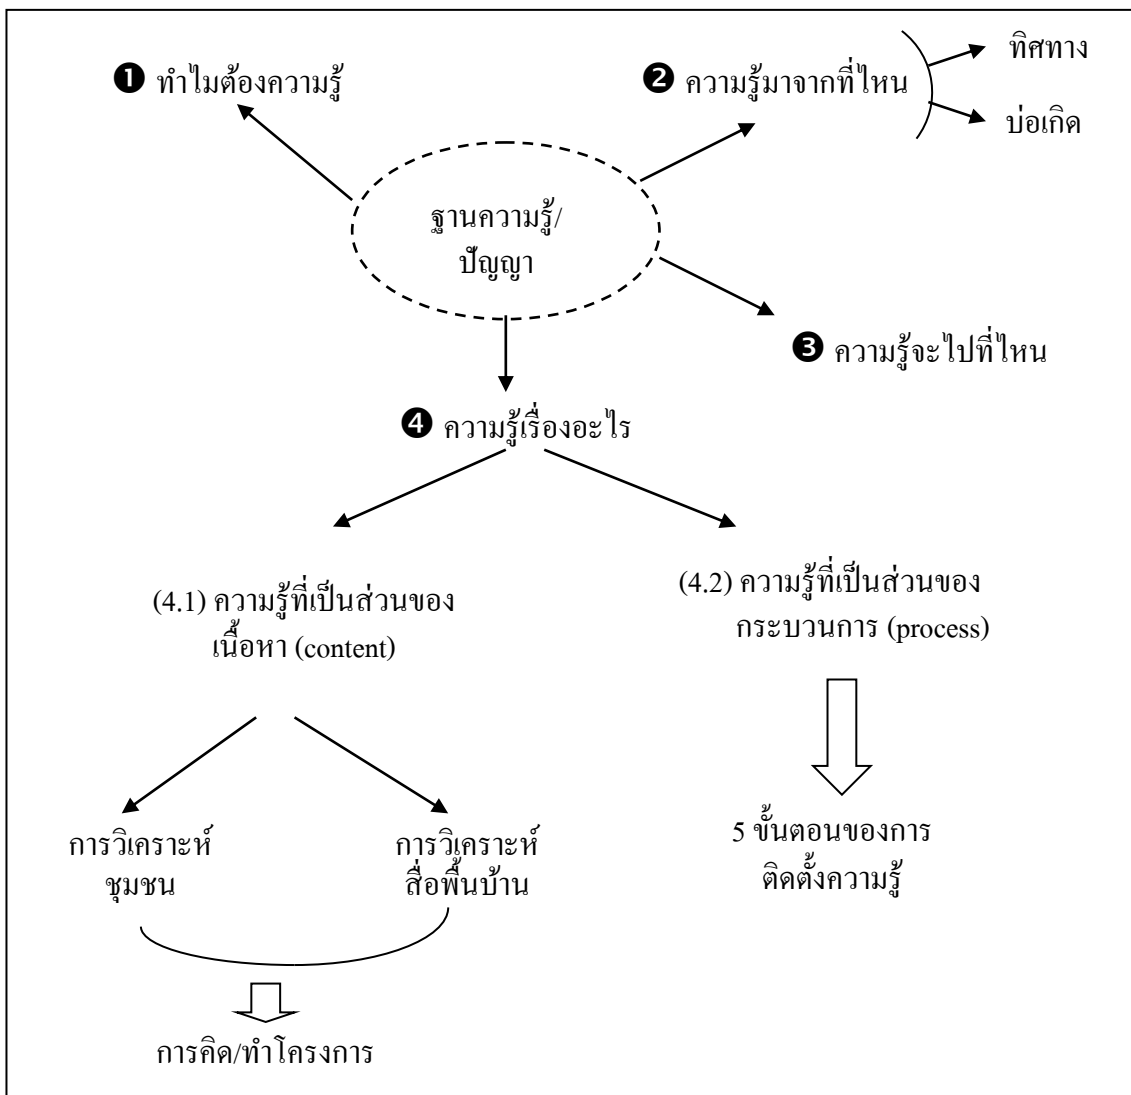 ❶ ทำไมต้องความรู้
❷ ความรู้มาจากที่ไหน
ทิศทาง
บ่อเกิด
ฐานความรู้/
ปัญญา
❸ ความรู้จะไปที่ไหน
❹ ความรู้เรื่องอะไร
(4.1) ความรู้ที่เป็นส่วนของ
เนื้อหา (content)
(4.2) ความรู้ที่เป็นส่วนของ
กระบวนการ (process)
การวิเคราะห์
ชุมชน
การวิเคราะห์
สื่อพื้นบ้าน
5 ขั้นตอนของการ
ติดตั้งความรู้
การคิด/ทำโครงการ